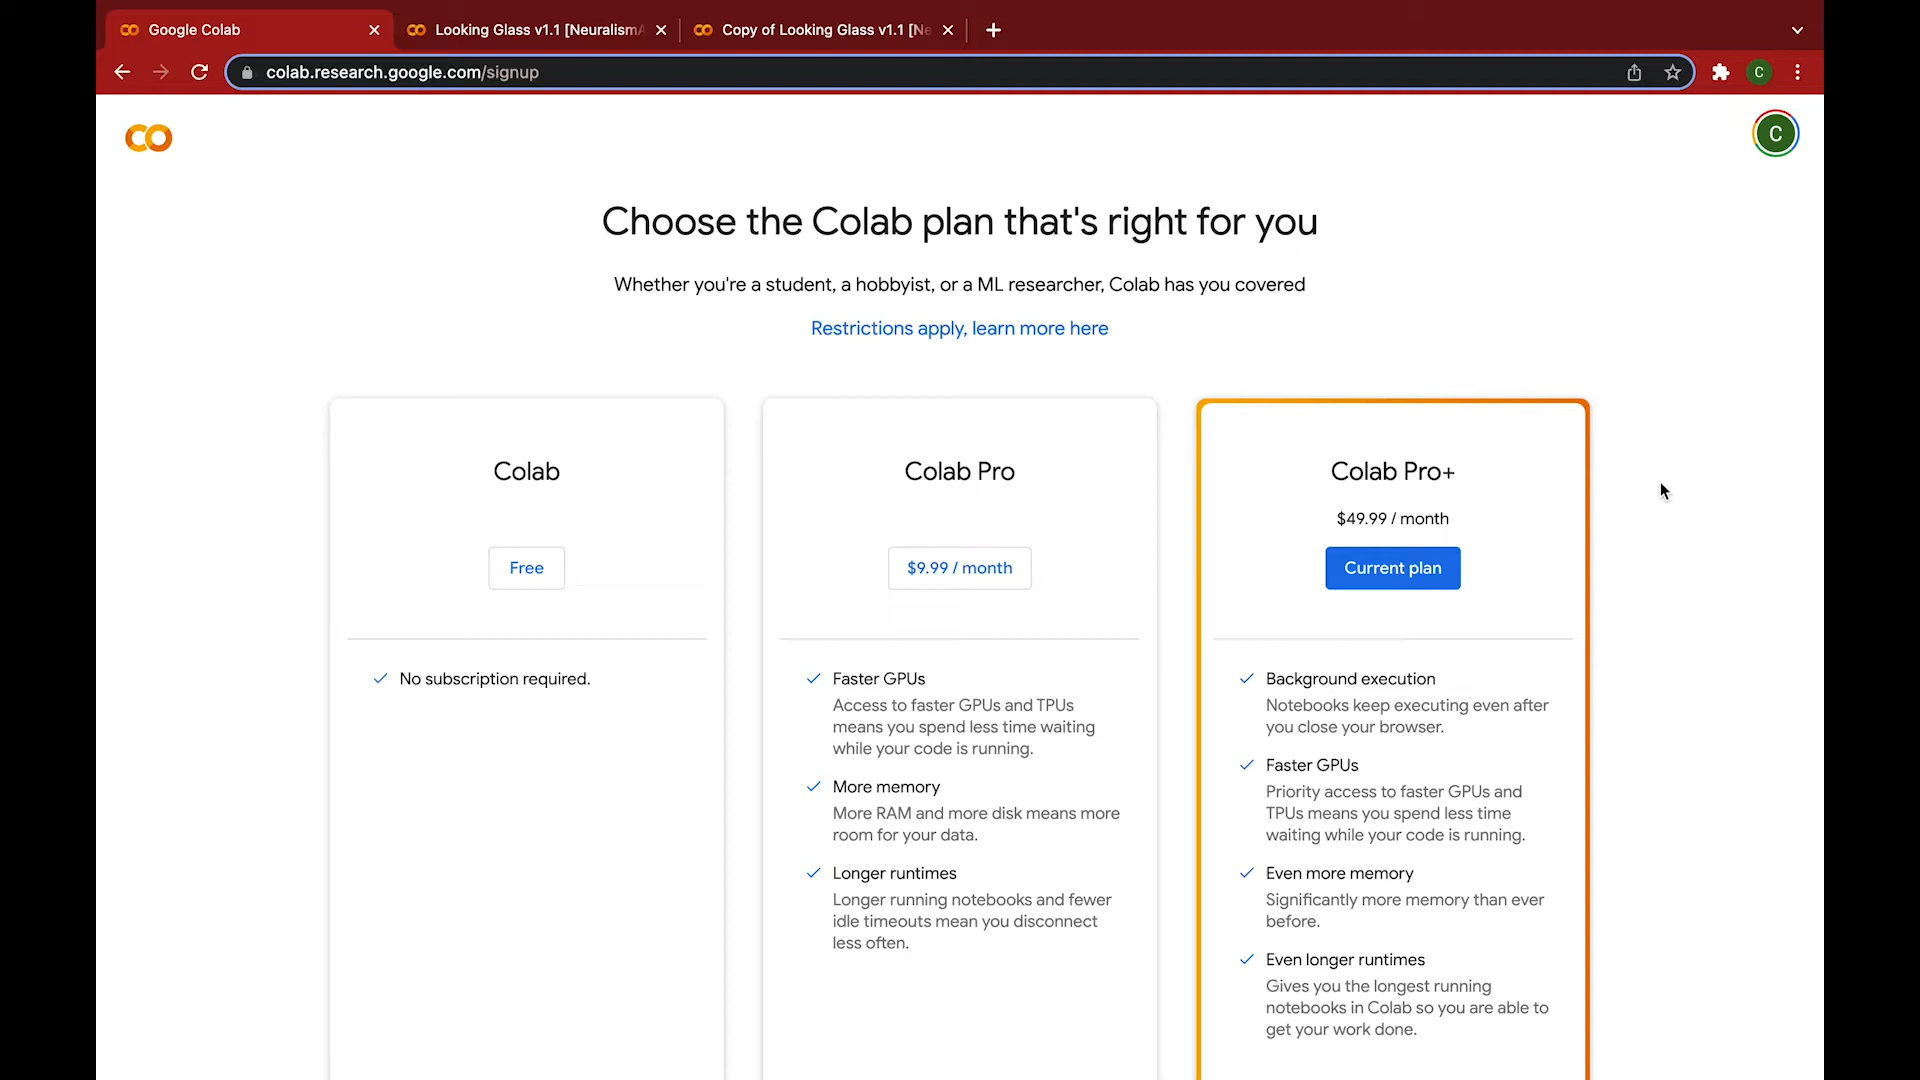 Google Colab
Looking Glass v1.1 [Neuralism
Copy of Looking Glass v1.1 [Ne
colab.research.google.com/signup
C
C
Choose the Colab plan that's right for you
Whether you're a student, a hobbyist, or a ML researcher, Colab has you covered
Restrictions apply, learn more here
Colab
Free
No subscription required.
Colab Pro
$9.99 / month
Faster GPUs
Access to faster GPUs and TPUs
means you spend less time waiting
while your code is running.
More memory
More RAM and more disk means more
room for your data.
Longer runtimes
Longer running notebooks and fewer
idle timeouts mean you disconnect
less often.
Colab Pro+
$49.99 / month
Current plan
Background execution
Notebooks keep executing even after
you close your browser.
Faster GPUs
Priority access to faster GPUs and
TPUs means you spend less time
waiting while your code is running.
Even more memory
Significantly more memory than ever
before.
Even longer runtimes
Gives you the longest running
notebooks in Colab so you are able to
get your work done.